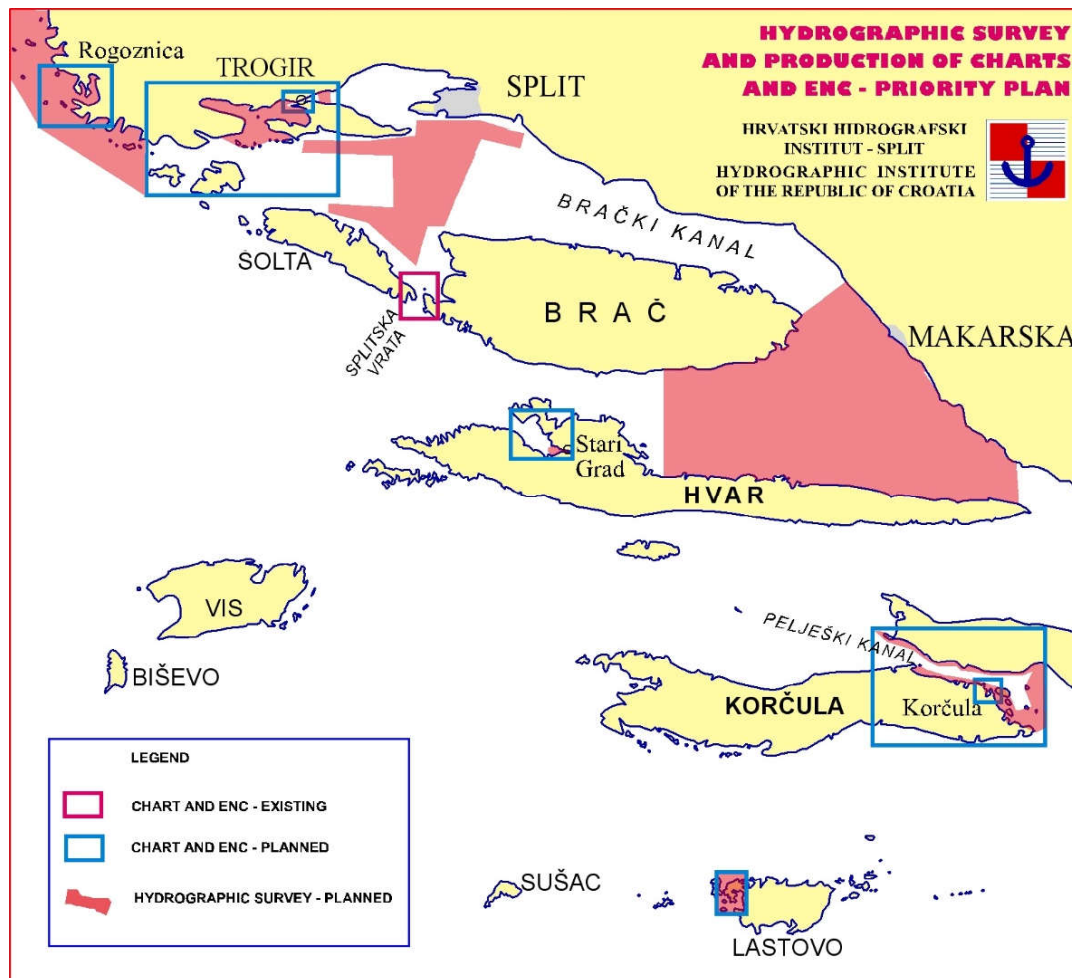 HYDROGRAPHIC SURVEY
AND PRODUCTION OF CHARTS
AND ENC - PRIORITY PLAN
HRVATSKI HIDROGRAFSKI
INSTITUT - SPLIT
HYDROGRAPHIC INSTITUTE
OF THE REPUBLIC OF CROATIA
Rogoznica
TROGIR
SPLIT
BRAČKI KANAL
ŠOLTA
BRAČ
SPLITSKA
VRATA
MAKARSKA
Stari
Grad
HVAR
VIS
BIŠEVO
PELJEŠKI KANAL
KORČULA
Korčula
LEGEND
CHART AND ENC - EXISTING
CHART AND ENC - PLANNED
HYDROGRAPHIC SURVEY - PLANNED
SUŠAC
LASTOVO